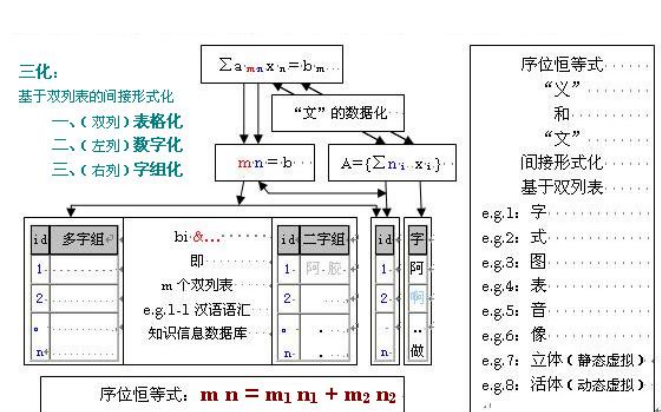 三化:
基于双列表的间接形式化
一、(双列)表格化
二、(左列)数字化
三、(右列)字组化
∑a m n x n = b m
“文”的数据化
m n = b
A={∑n i x i}
id 多字组
1
2
n
bi &...
即
m 个双列表
e.g.1-1 汉语语汇
知识信息数据库
id 二字组
1 阿胶
2
n
id
1
2
n
字
阿
啊
做
序位恒等式: m n = m1 n1 + m2 n2
序位恒等式
“义”
和
“文”
间接形式化
基于双列表
e.g.1: 字
e.g.2: 式
e.g.3: 图
e.g.4: 表
e.g.5: 音
e.g.6: 像
e.g.7: 立体(静态虚拟)
e.g.8: 活体(动态虚拟)